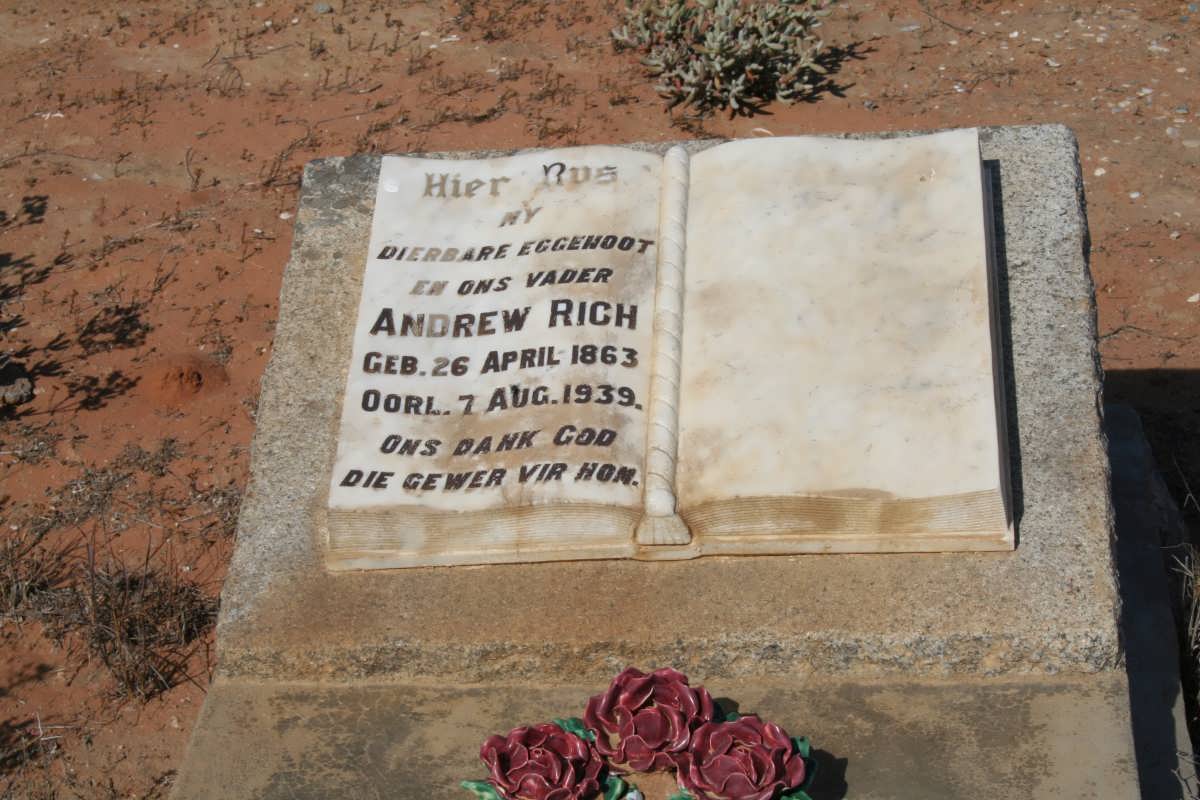 Hier Rus
MY
DIERBARE EGGENOOT
EN ONS VADER
ANDREW RICH
GEB. 26 APRIL 1863
OORL. 7 AUG. 1939.
ONS DANK GOD
DIE GEWER VIR HOM.